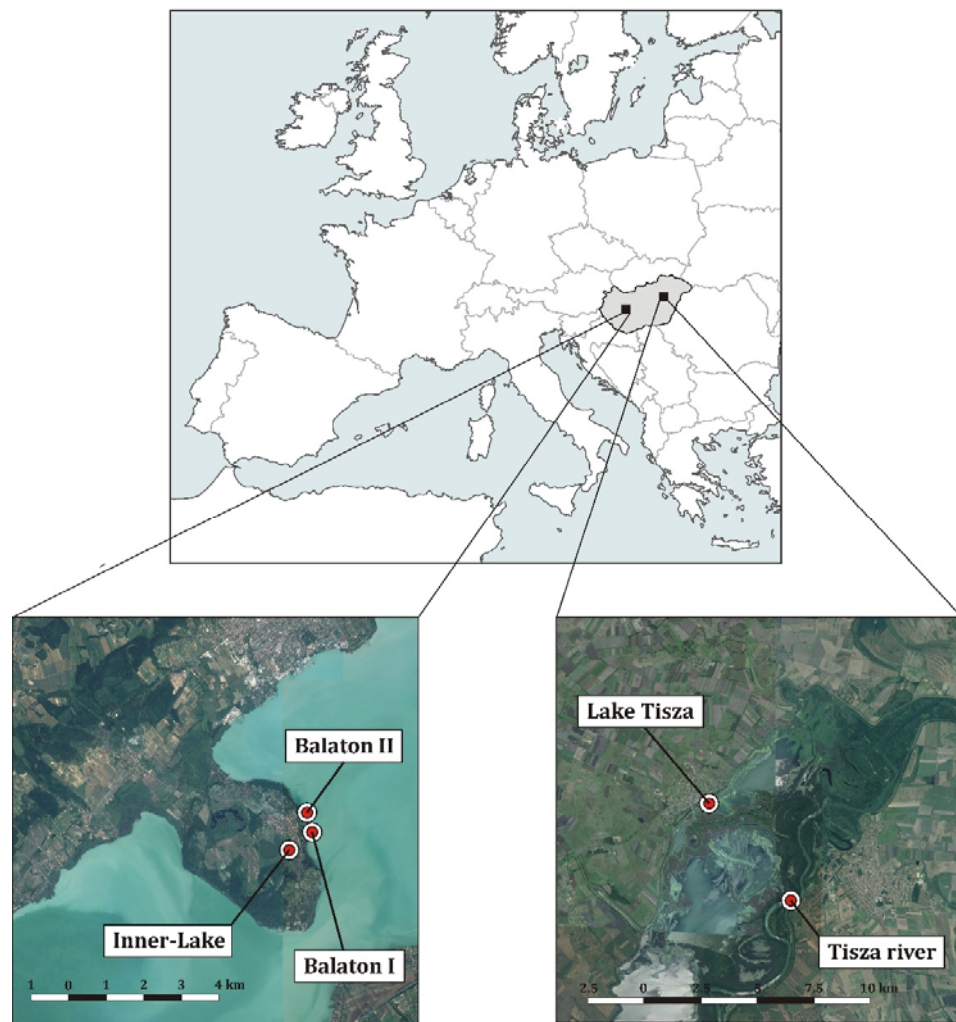 Balaton II
Inner-Lake
Balaton I
1 0 1 2 3 4 km
Lake Tisza
Tisza river
2.5 0 2.5 5 7.5 10 km